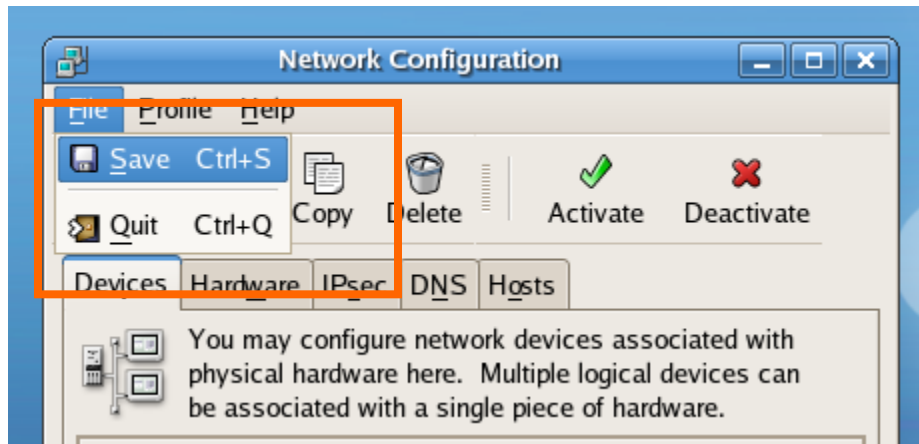 Network Configuration
File Profile Help
Save Ctrl+S
Quit Ctrl+Q
Copy Delete Activate Deactivate
Devices Hardware IPsec DNS Hosts
You may configure network devices associated with
physical hardware here. Multiple logical devices can
be associated with a single piece of hardware.